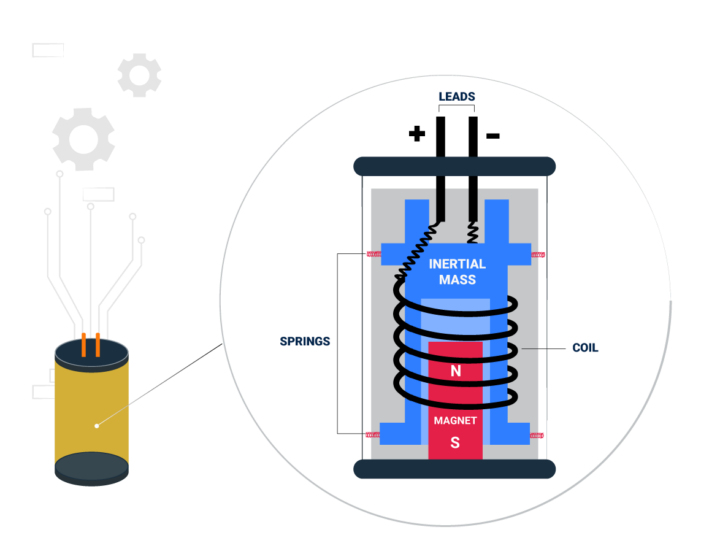 LEADS
+
−
INERTIAL
MASS
SPRINGS
COIL
N
MAGNET
S